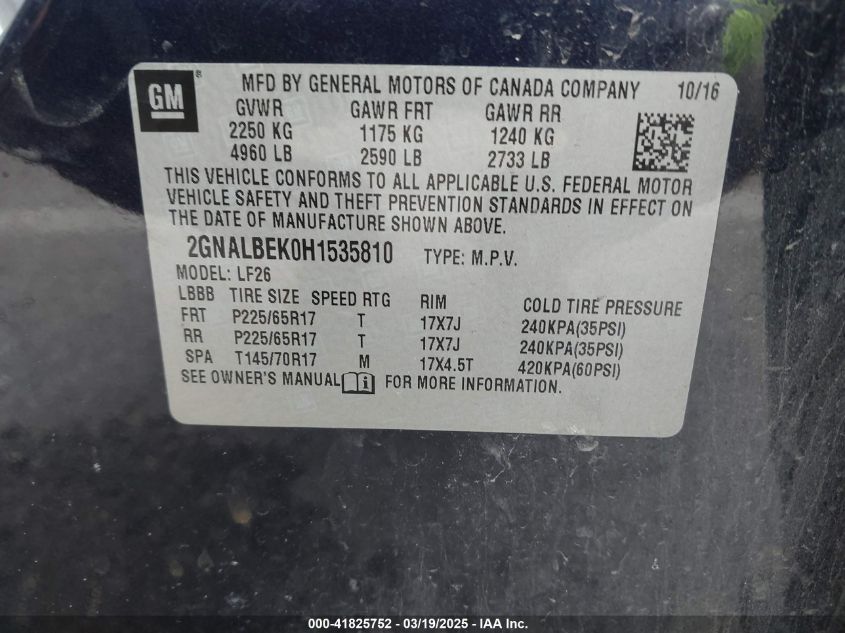 GM ®
MFD BY GENERAL MOTORS OF CANADA COMPANY 10/16
GVWR GAWR FRT GAWR RR
2250 KG 1175 KG 1240 KG
4960 LB 2590 LB 2733 LB
THIS VEHICLE CONFORMS TO ALL APPLICABLE U.S. FEDERAL MOTOR
VEHICLE SAFETY AND THEFT PREVENTION STANDARDS IN EFFECT ON
THE DATE OF MANUFACTURE SHOWN ABOVE.
2GNALBEK0H1535810 TYPE: M.P.V.
MODEL: LF26
LBBB TIRE SIZE SPEED RTG RIM COLD TIRE PRESSURE
FRT P225/65R17 T 17X7J 240KPA(35PSI)
RR P225/65R17 T 17X7J 240KPA(35PSI)
SPA T145/70R17 M 17X4.5T 420KPA(60PSI)
SEE OWNER'S MANUAL i FOR MORE INFORMATION.
000-41825752 — 03/19/2025 — IAA Inc.